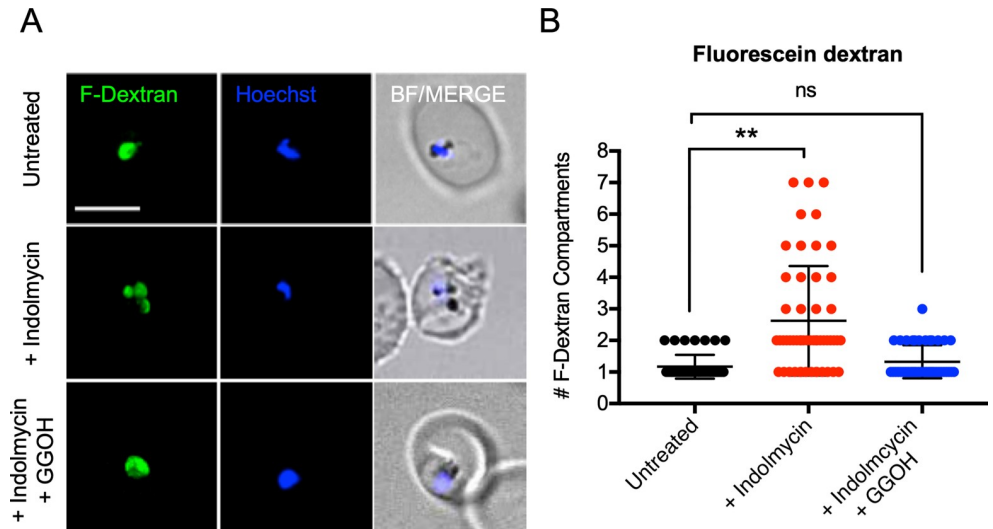 A
B
F-Dextran
Hoechst
BF/MERGE
Untreated
+ Indolmycin
+ Indolmycin
+ GGOH
Fluorescein dextran
ns
**
# F-Dextran Compartments
8
7
6
5
4
3
2
1
0
Untreated
+ Indolmycin
+ Indolmcycin
+ GGOH